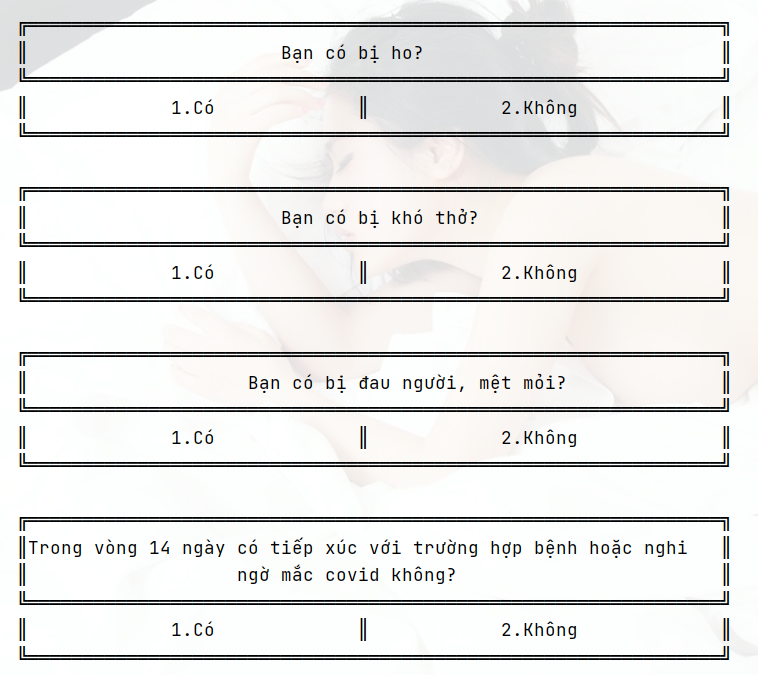 Bạn có bị ho?
1.Có 2.Không
Bạn có bị khó thở?
1.Có 2.Không
Bạn có bị đau người, mệt mỏi?
1.Có 2.Không
Trong vòng 14 ngày có tiếp xúc với trường hợp bệnh hoặc nghi
ngờ mắc covid không?
1.Có 2.Không